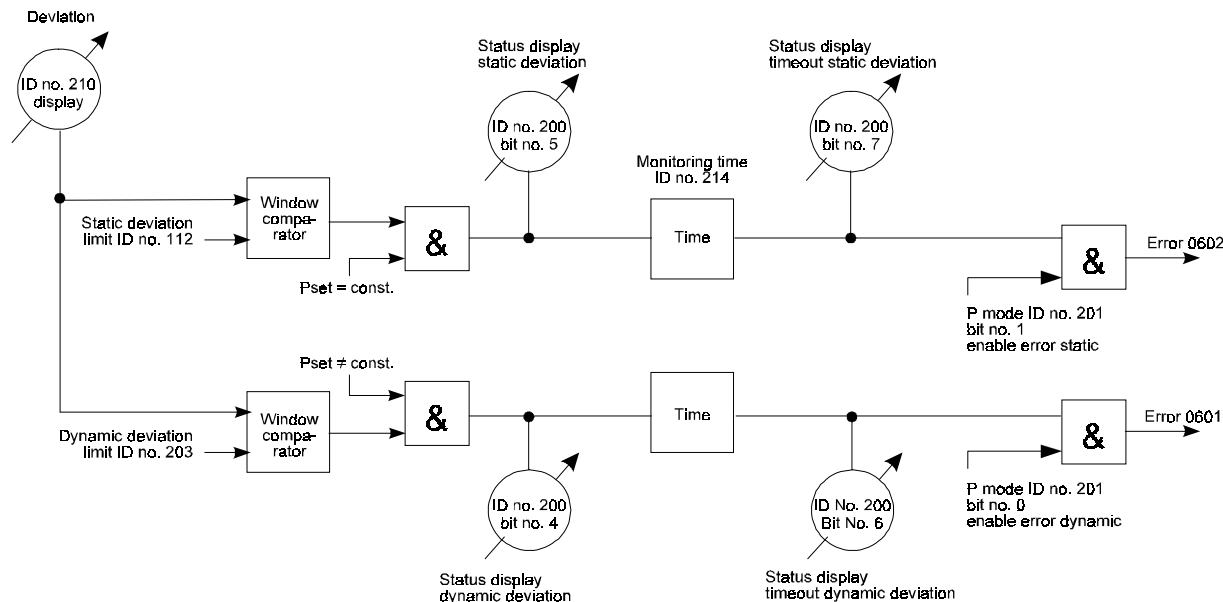 Deviation
ID no. 210
display
Status display
static deviation
ID no. 200
bit no. 5
Status display
timeout static deviation
ID no. 200
bit no. 7
Monitoring time
ID no. 214
Static deviation
limit ID no. 112
Window
compa-
rator
&
Pset = const.
Time
&
Error 0602
P mode ID no. 201
bit no. 1
enable error static
Pset ≠ const.
Dynamic deviation
limit ID no. 203
Window
compa-
rator
&
Time
&
Error 0601
ID no. 200
bit no. 4
Status display
dynamic deviation
ID No. 200
Bit No. 6
Status display
timeout dynamic deviation
P mode ID no. 201
bit no. 0
enable error dynamic